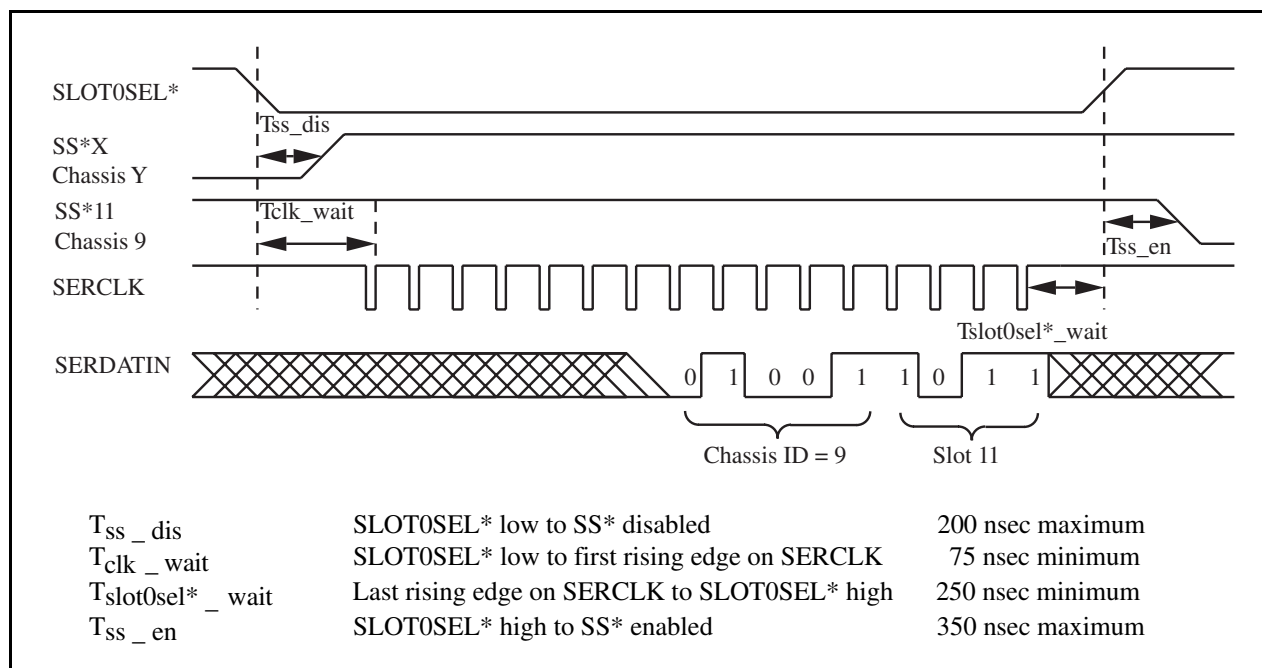 SLOT0SEL*
Tss_dis
SS*X
Chassis Y
SS*11
Tclk_wait
Chassis 9
Tss_en
SERCLK
Tslot0sel*_wait
SERDATIN
0 1 0 0 1 1 0 1 1
Chassis ID = 9 Slot 11
Tss _ dis SLOT0SEL* low to SS* disabled 200 nsec maximum
Tclk _ wait SLOT0SEL* low to first rising edge on SERCLK 75 nsec minimum
Tslot0sel* _ wait Last rising edge on SERCLK to SLOT0SEL* high 250 nsec minimum
Tss _ en SLOT0SEL* high to SS* enabled 350 nsec maximum